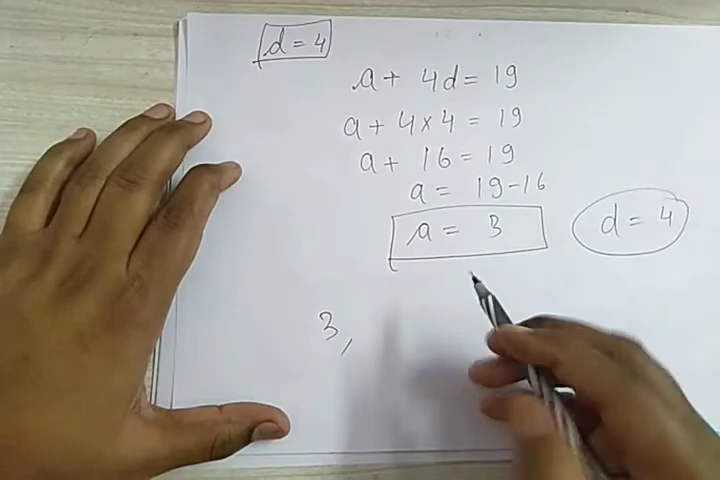 d = 4
a + 4d = 19
a + 4 × 4 = 19
a + 16 = 19
a = 19 - 16
a = 3
d = 4
3,